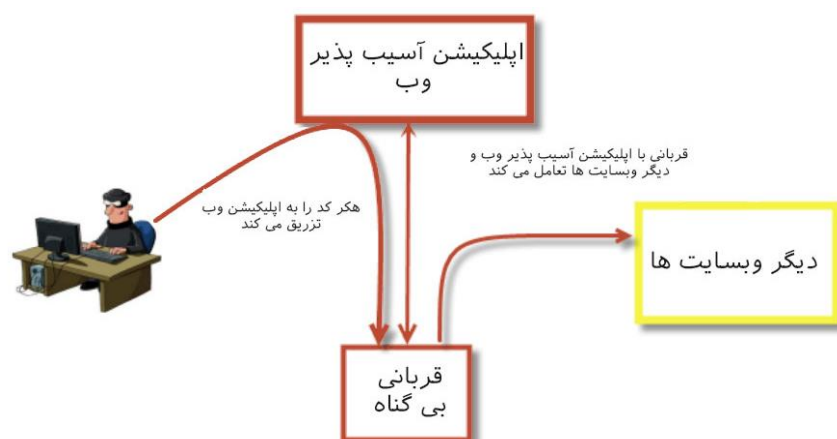 اپلیکیشن آسیب پذیر
وب
قربانی با اپلیکیشن آسیب پذیر وب و
دیگر وبسایت ها تعامل می کند
هکر کد را به اپلیکیشن وب
تزریق می کند
دیگر وبسایت ها
قربانی
بی گناه